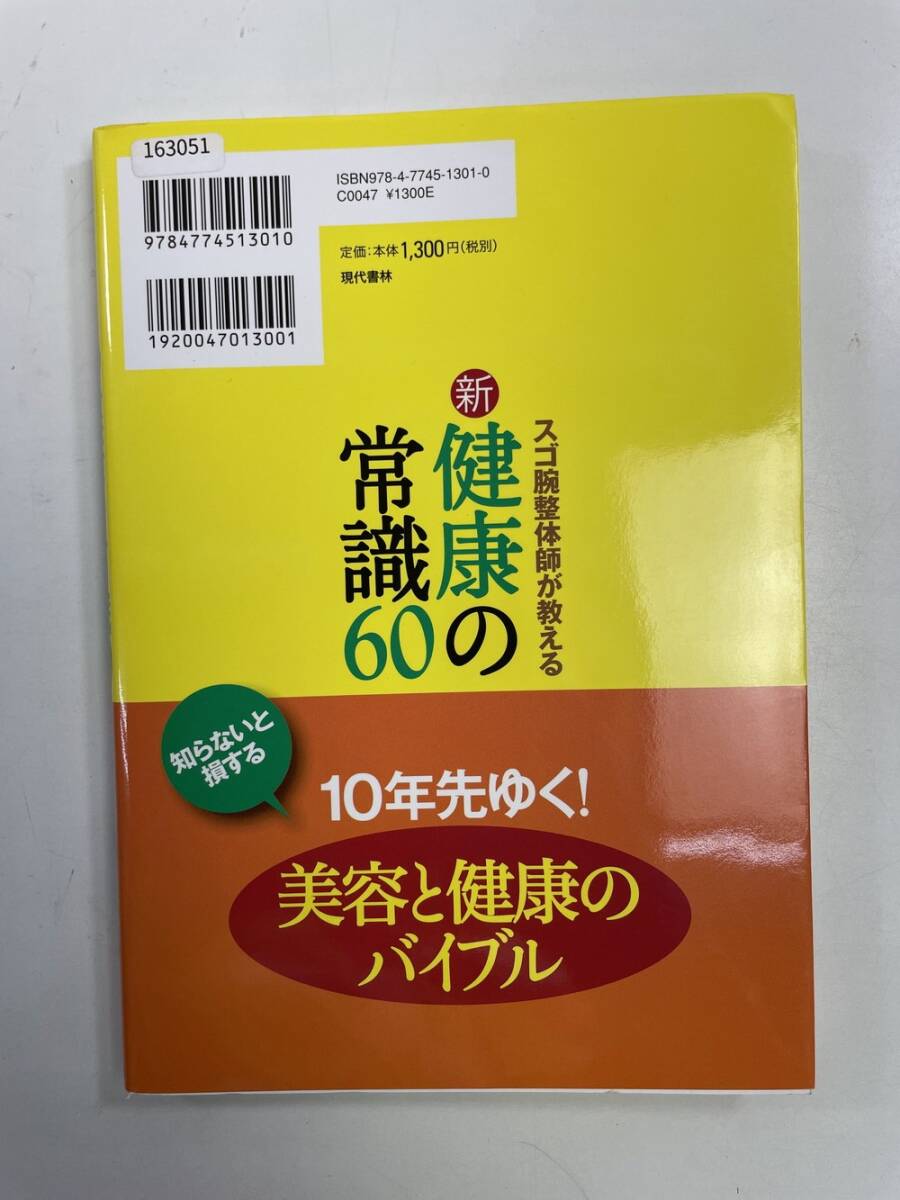 163051
ISBN978-4-7745-1301-0
C0047 ¥1300E
9784774513010
定価:本体1,300円(税別)
現代書林
1920047013001
スゴ腕整体師が教える
新
健康の
常識60
知らないと
損する
10年先ゆく!
美容と健康の
バイブル